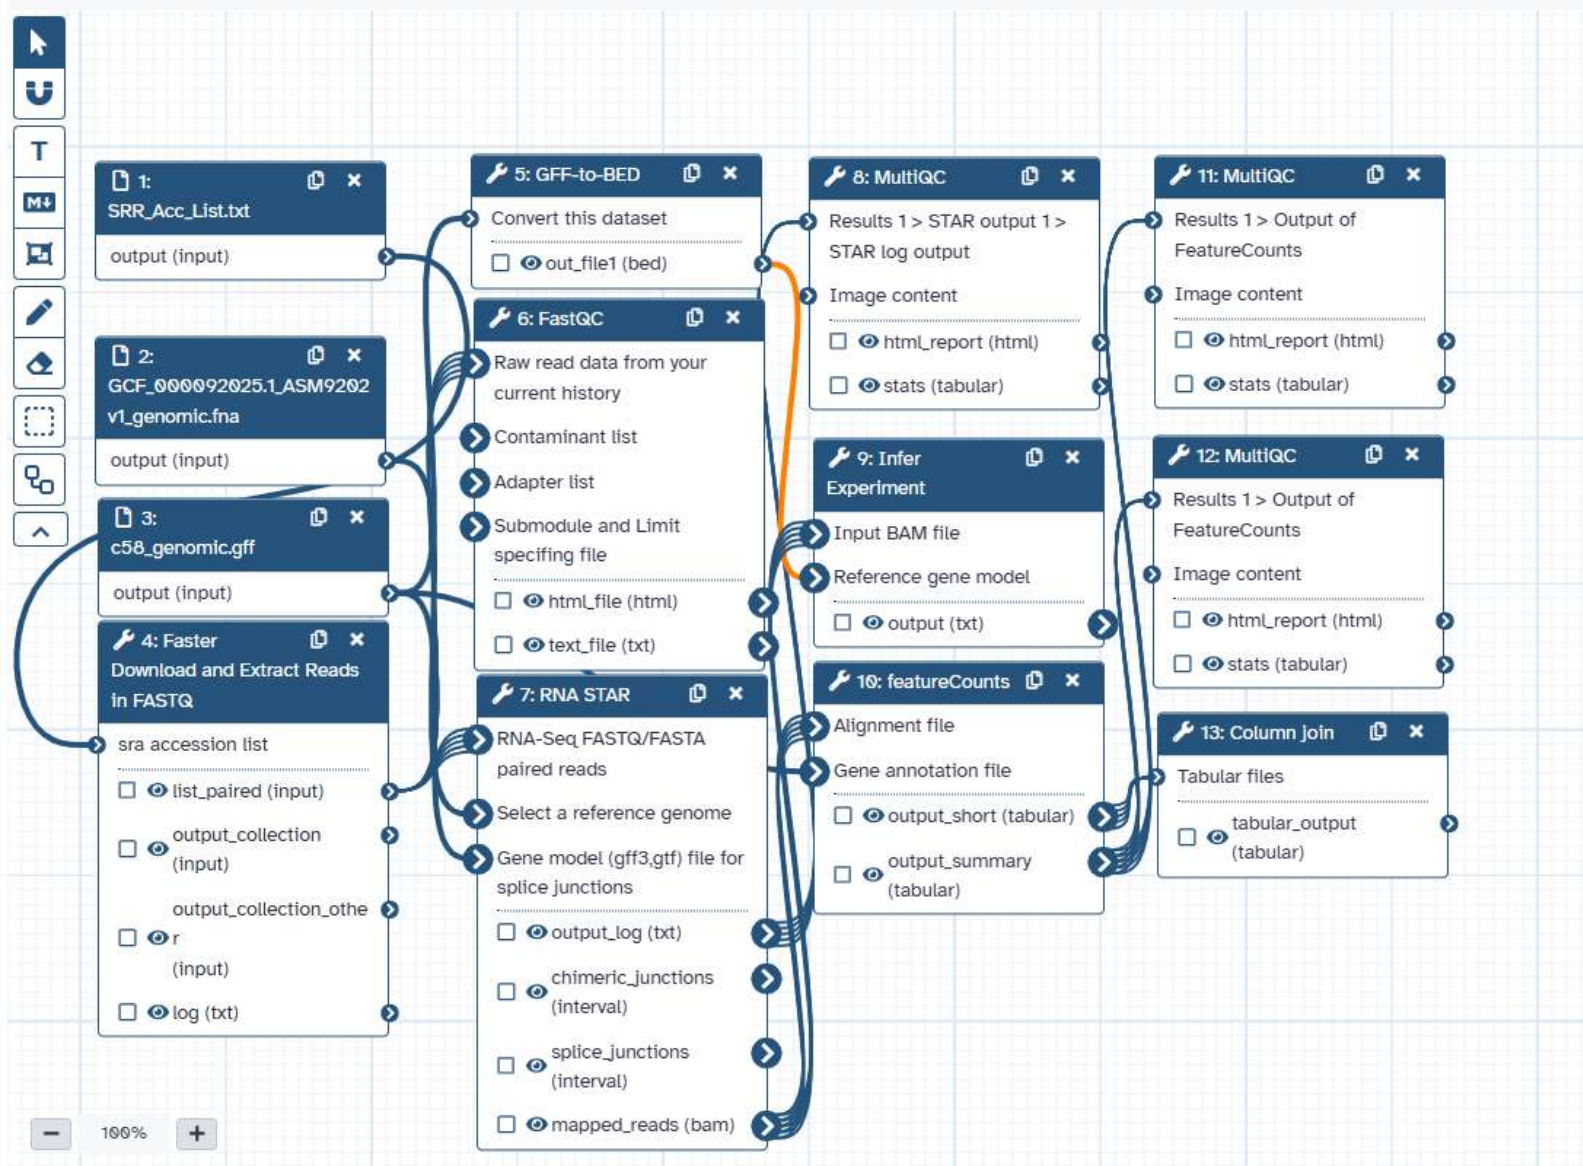 T
M
1:
SRR_Acc_List.txt
output (input)
2:
GCF_000092025.1_ASM9202
v1_genomic.fna
output (input)
3:
c58_genomic.gff
output (input)
4: Faster
Download and Extract Reads
in FASTQ
sra accession list
list_paired (input)
output_collection
(input)
output_collection_othe
r
(input)
log (txt)
5: GFF-to-BED
Convert this dataset
out_file1 (bed)
6: FastQC
Raw read data from your
current history
Contaminant list
Adapter list
Submodule and Limit
specifing file
html_file (html)
text_file (txt)
7: RNA STAR
RNA-Seq FASTQ/FASTA
paired reads
Select a reference genome
Gene model (gff3,gtf) file for
splice junctions
output_log (txt)
chimeric_junctions
(interval)
splice_junctions
(interval)
mapped_reads (bam)
8: MultiQC
Results 1 > STAR output 1 >
STAR log output
Image content
html_report (html)
stats (tabular)
9: Infer
Experiment
Input BAM file
Reference gene model
output (txt)
10: featureCounts
Alignment file
Gene annotation file
output_short (tabular)
output_summary
(tabular)
11: MultiQC
Results 1 > Output of
FeatureCounts
Image content
html_report (html)
stats (tabular)
12: MultiQC
Results 1 > Output of
FeatureCounts
Image content
html_report (html)
stats (tabular)
13: Column join
Tabular files
tabular_output
(tabular)
100%